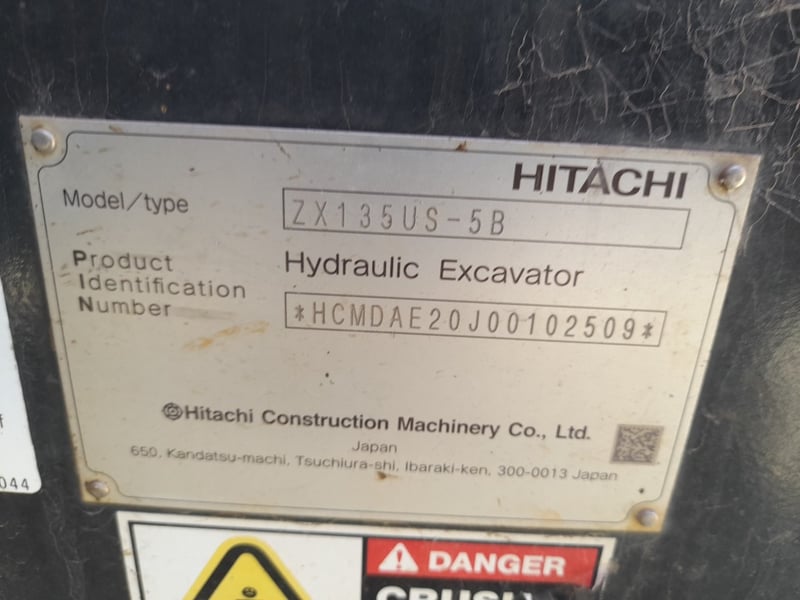 HITACHI
Model/type ZX135US-5B
Product
Identification
Number
Hydraulic Excavator
*HCMDAE20J00102509*
Hitachi Construction Machinery Co., Ltd.
Japan
650, Kandatsu-machi, Tsuchiura-shi, Ibaraki-ken, 300-0013 Japan
044
DANGER